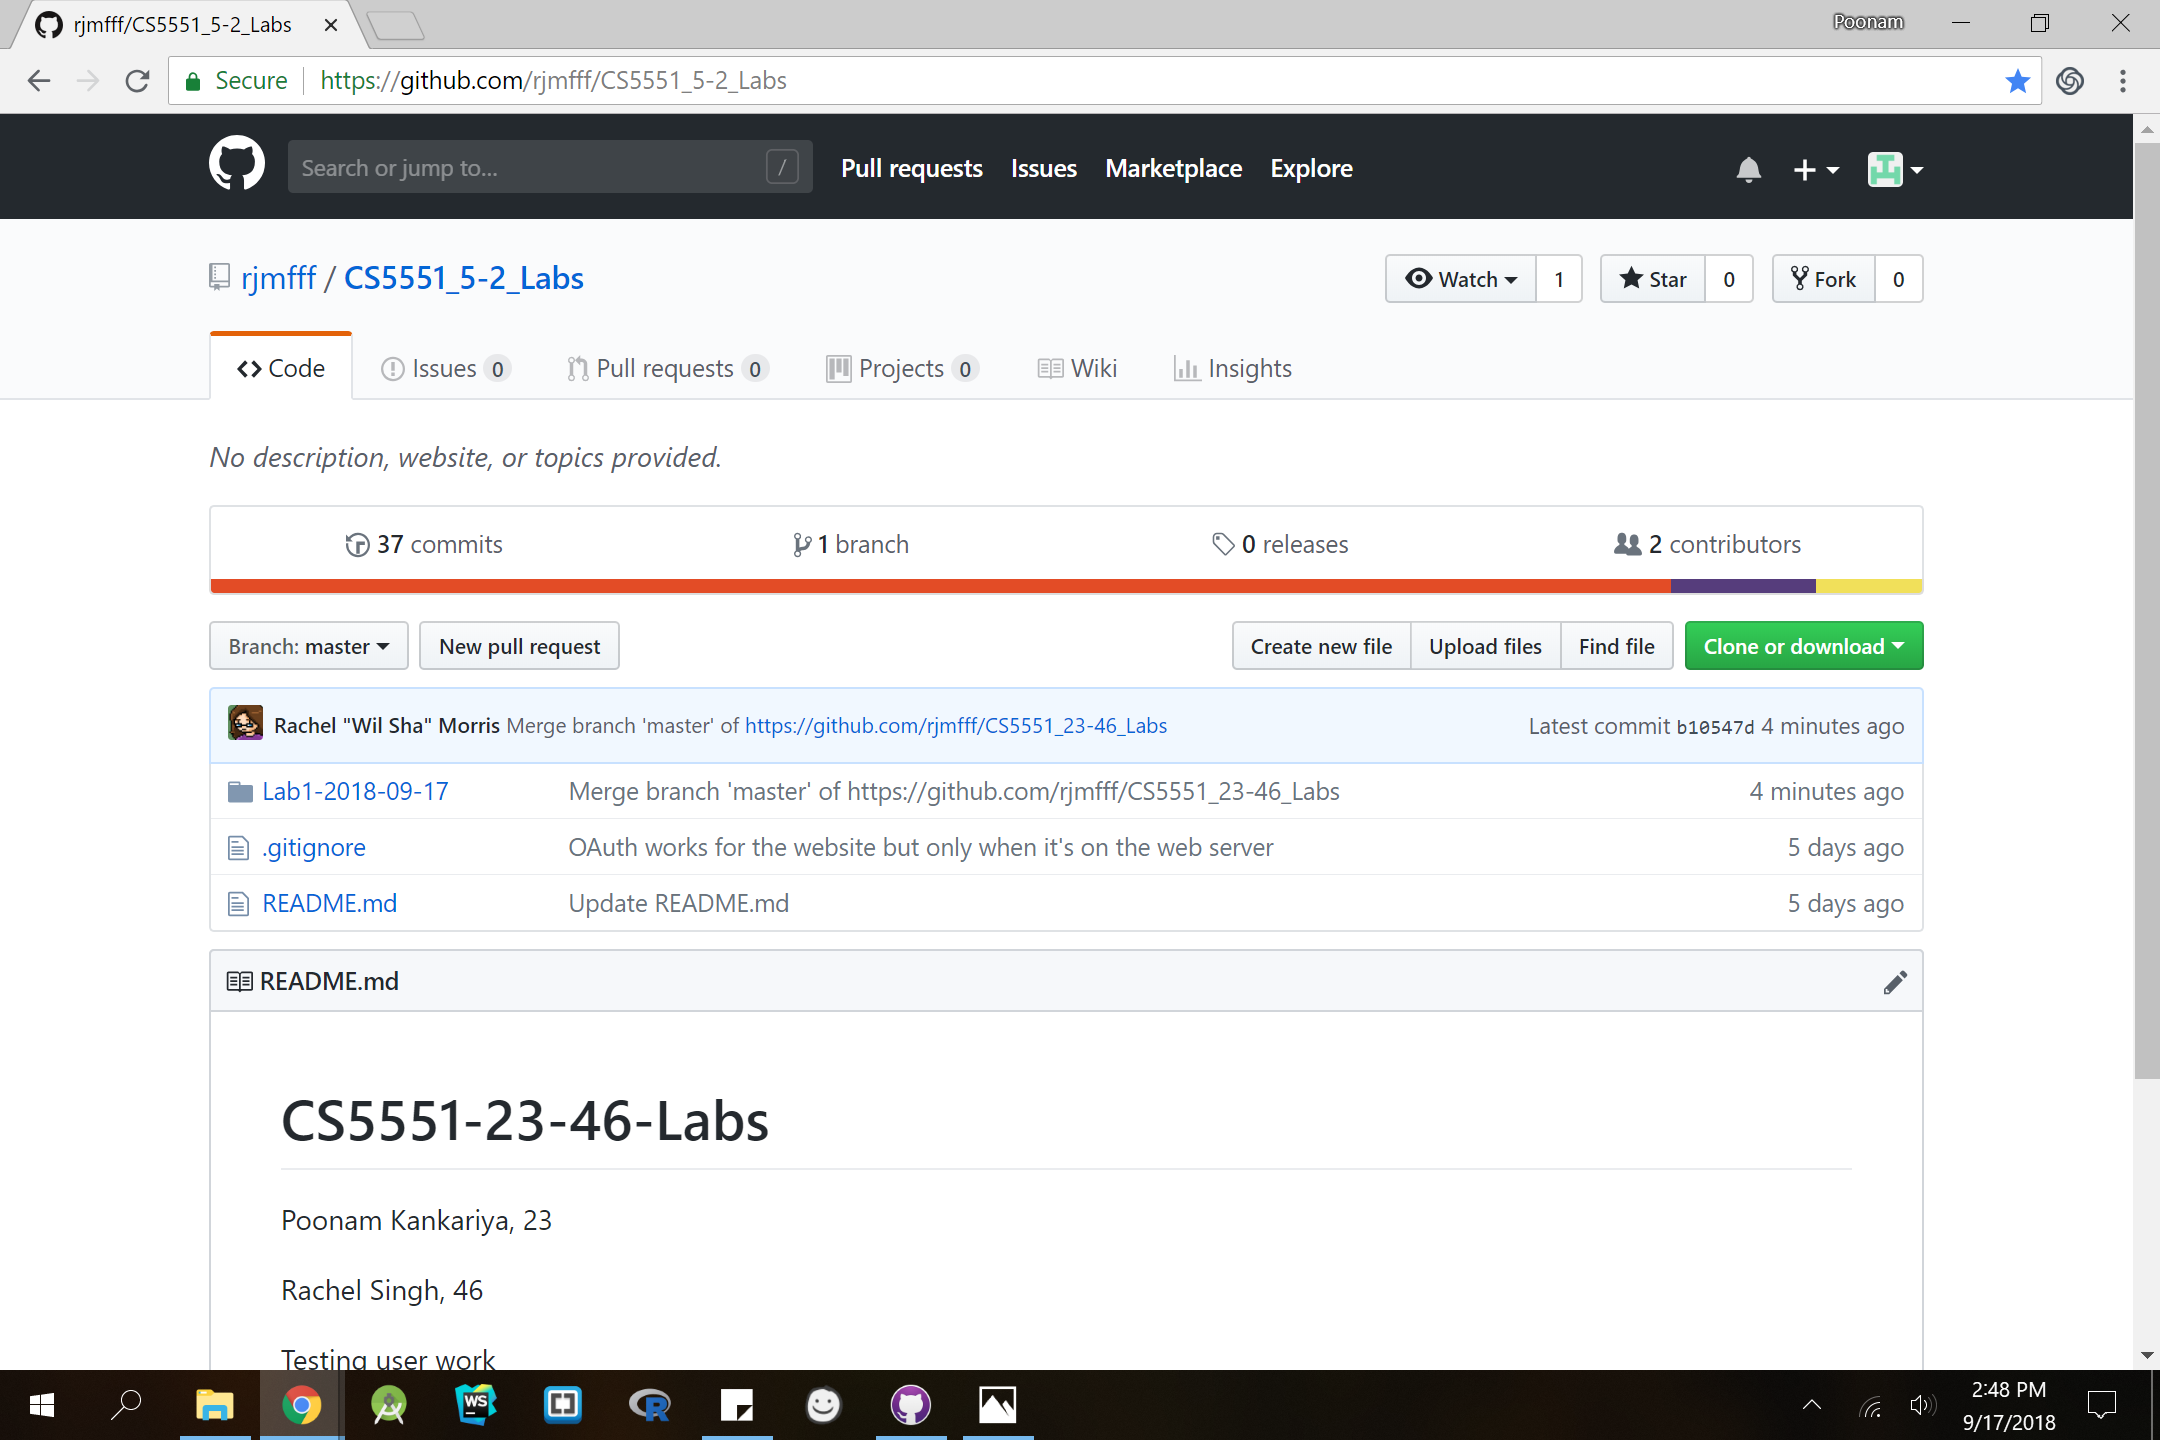 rjmfff/CS5551_5-2_Labs
Poonam
Secure https://github.com/rjmfff/CS5551_5-2_Labs
Search or jump to... / Pull requests Issues Marketplace Explore
rjmfff / CS5551_5-2_Labs Watch 1 Star 0 Fork 0
Code Issues 0 Pull requests 0 Projects 0 Wiki Insights
No description, website, or topics provided.
37 commits 1 branch 0 releases 2 contributors
Branch: master New pull request Create new file Upload files Find file Clone or download
Rachel "Wil Sha" Morris Merge branch 'master' of https://github.com/rjmfff/CS5551_23-46_Labs Latest commit b10547d 4 minutes ago
Lab1-2018-09-17 Merge branch 'master' of https://github.com/rjmfff/CS5551_23-46_Labs 4 minutes ago
.gitignore OAuth works for the website but only when it's on the web server 5 days ago
README.md Update README.md 5 days ago
README.md
CS5551-23-46-Labs
Poonam Kankariya, 23
Rachel Singh, 46
Testing user work
WS R
2:48 PM
9/17/2018